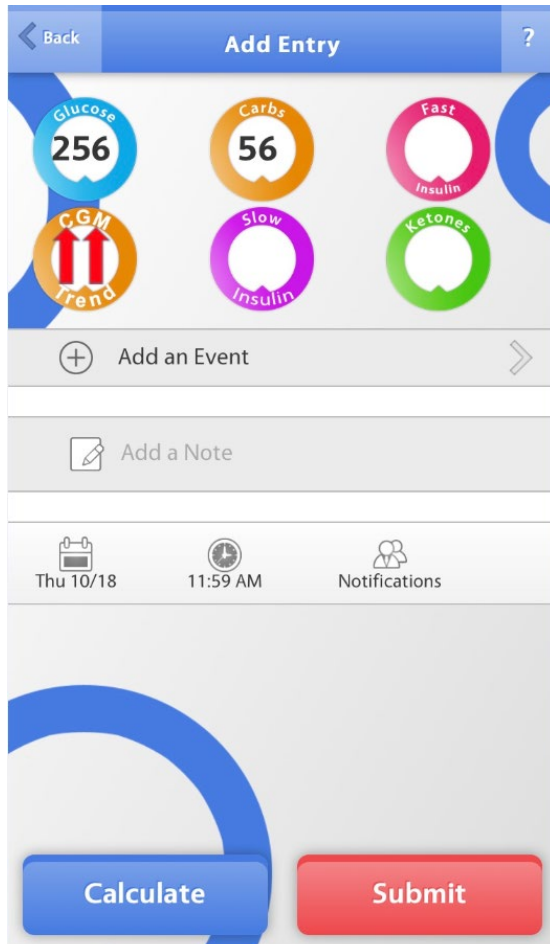 Back
Add Entry
?
Glucose
256
Carbs
56
Fast
Insulin
CGM
Trend
Slow
Insulin
Ketones
Add an Event
Add a Note
Thu 10/18
11:59 AM
Notifications
Calculate
Submit